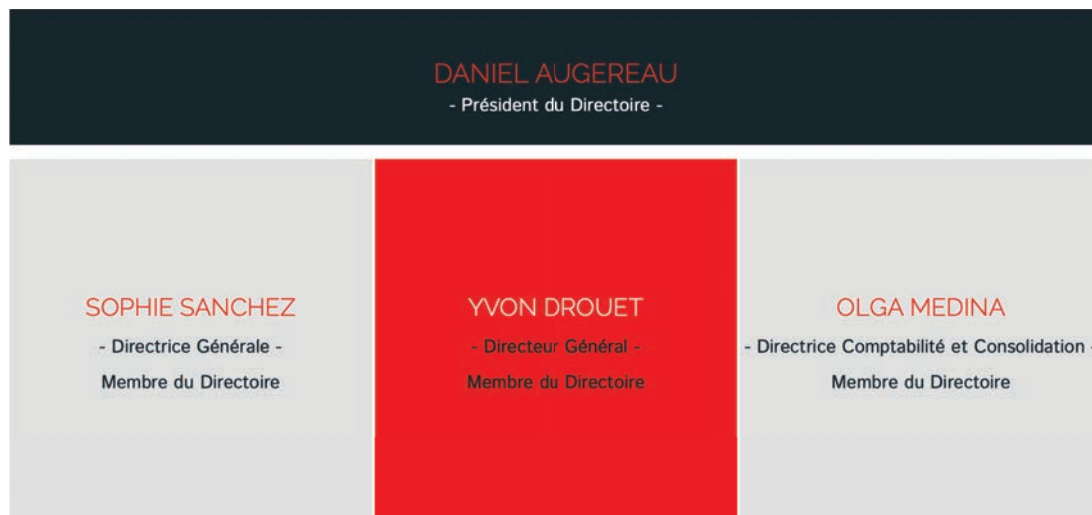 DANIEL AUGEREAU
- Président du Directoire -
SOPHIE SANCHEZ
- Directrice Générale -
Membre du Directoire
YVON DROUET
- Directeur Général -
Membre du Directoire
OLGA MEDINA
- Directrice Comptabilité et Consolidation -
Membre du Directoire